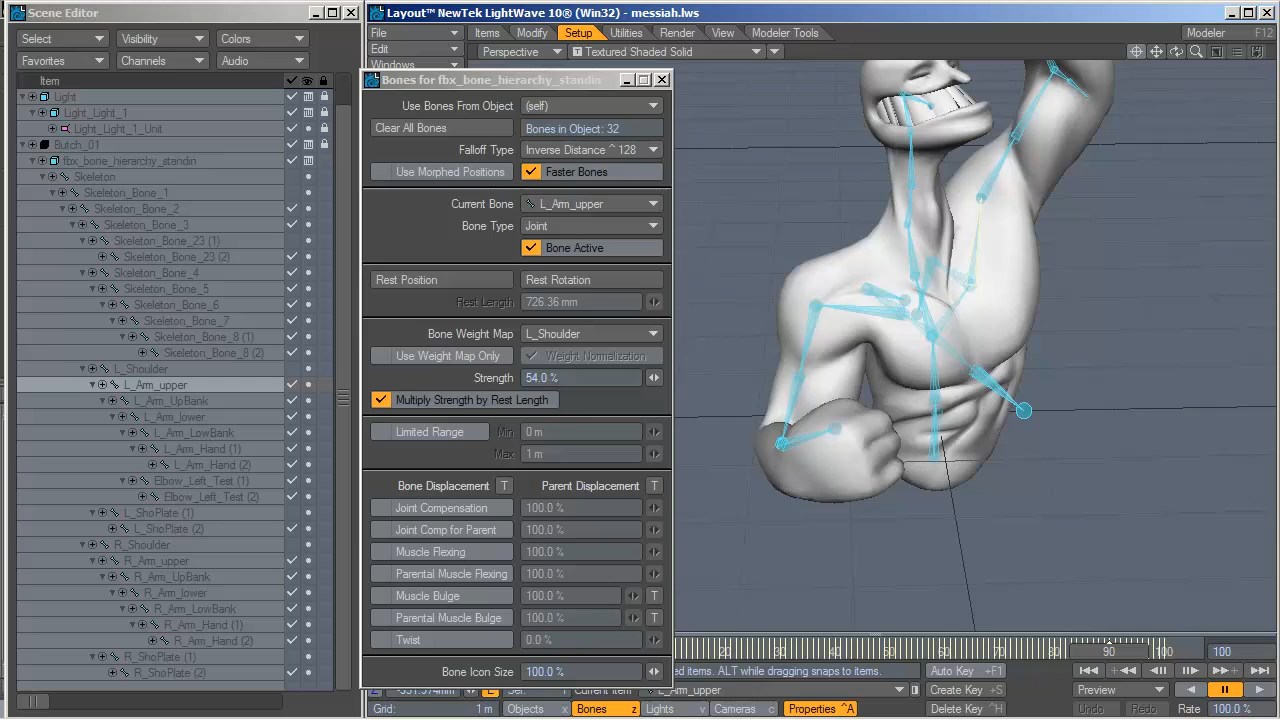 Scene Editor
Select
Visibility
Colors
Favorites
Channels
Audio
Item
Light
Light_Light_1
Light_Light_1_Unit
Butch_01
fbx_bone_hierarchy_standin
Skeleton
Skeleton_Bone_1
Skeleton_Bone_2
Skeleton_Bone_3
Skeleton_Bone_23 (1)
Skeleton_Bone_23 (2)
Skeleton_Bone_4
Skeleton_Bone_5
Skeleton_Bone_6
Skeleton_Bone_7
Skeleton_Bone_8 (1)
Skeleton_Bone_8 (2)
L_Shoulder
L_Arm_upper
L_Arm_UpBank
L_Arm_lower
L_Arm_LowBank
L_Arm_Hand (1)
L_Arm_Hand (2)
Elbow_Left_Test (1)
Elbow_Left_Test (2)
L_ShoPlate (1)
L_ShoPlate (2)
R_Shoulder
R_Arm_upper
R_Arm_UpBank
R_Arm_lower
R_Arm_LowBank
R_Arm_Hand (1)
R_Arm_Hand (2)
R_ShoPlate (1)
R_ShoPlate (2)
Layout™ NewTek LightWave 10® (Win32) - messiah.lws
File
Items
Modify
Setup
Utilities
Render
View
Modeler Tools
Modeler F12
Edit
Perspective
T Textured Shaded Solid
Windows
Bones for fbx_bone_hierarchy_standin
Use Bones From Object (self)
Clear All Bones Bones in Object: 32
Falloff Type Inverse Distance ^ 128
Use Morphed Positions Faster Bones
Current Bone L_Arm_upper
Bone Type Joint
Bone Active
Rest Position Rest Rotation
Rest Length 726.36 mm
Bone Weight Map L_Shoulder
Use Weight Map Only Weight Normalization
Strength 54.0 %
Multiply Strength by Rest Length
Limited Range Min 0 m
Max 1 m
Bone Displacement T Parent Displacement T
Joint Compensation 100.0 %
Joint Comp for Parent 100.0 %
Muscle Flexing 100.0 %
Parental Muscle Flexing 100.0 %
Muscle Bulge 100.0 % T
Parental Muscle Bulge 100.0 % T
Twist 0.0 %
Bone Icon Size 100.0 %
20 30 40 50 60 70 80 90 100 100
ed items. ALT while dragging snaps to items.
Auto Key +F1
L_Arm_upper
Create Key +S
Preview
Grid: 1 m
Objects x
Bones z
Lights v
Cameras c
Properties ^A
Delete Key +H
Undo
Redo
Rate 100.0 %